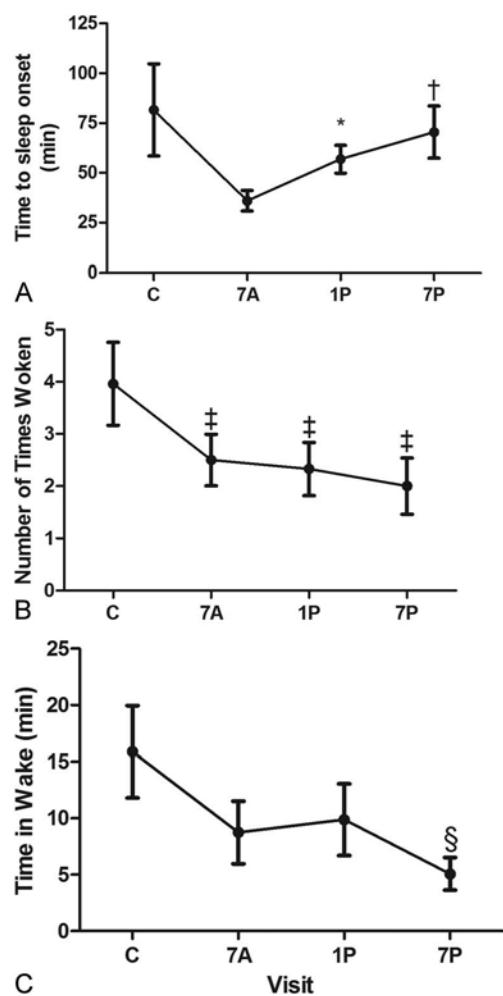 Time to sleep onset
(min)
125
100
75
50
25
0
*
†
C 7A 1P 7P
A
Number of Times Woken
5
4
3
2
1
0
‡ ‡ ‡
C 7A 1P 7P
B
Time in Wake (min)
25
20
15
10
5
0
§
C 7A 1P 7P
Visit
C